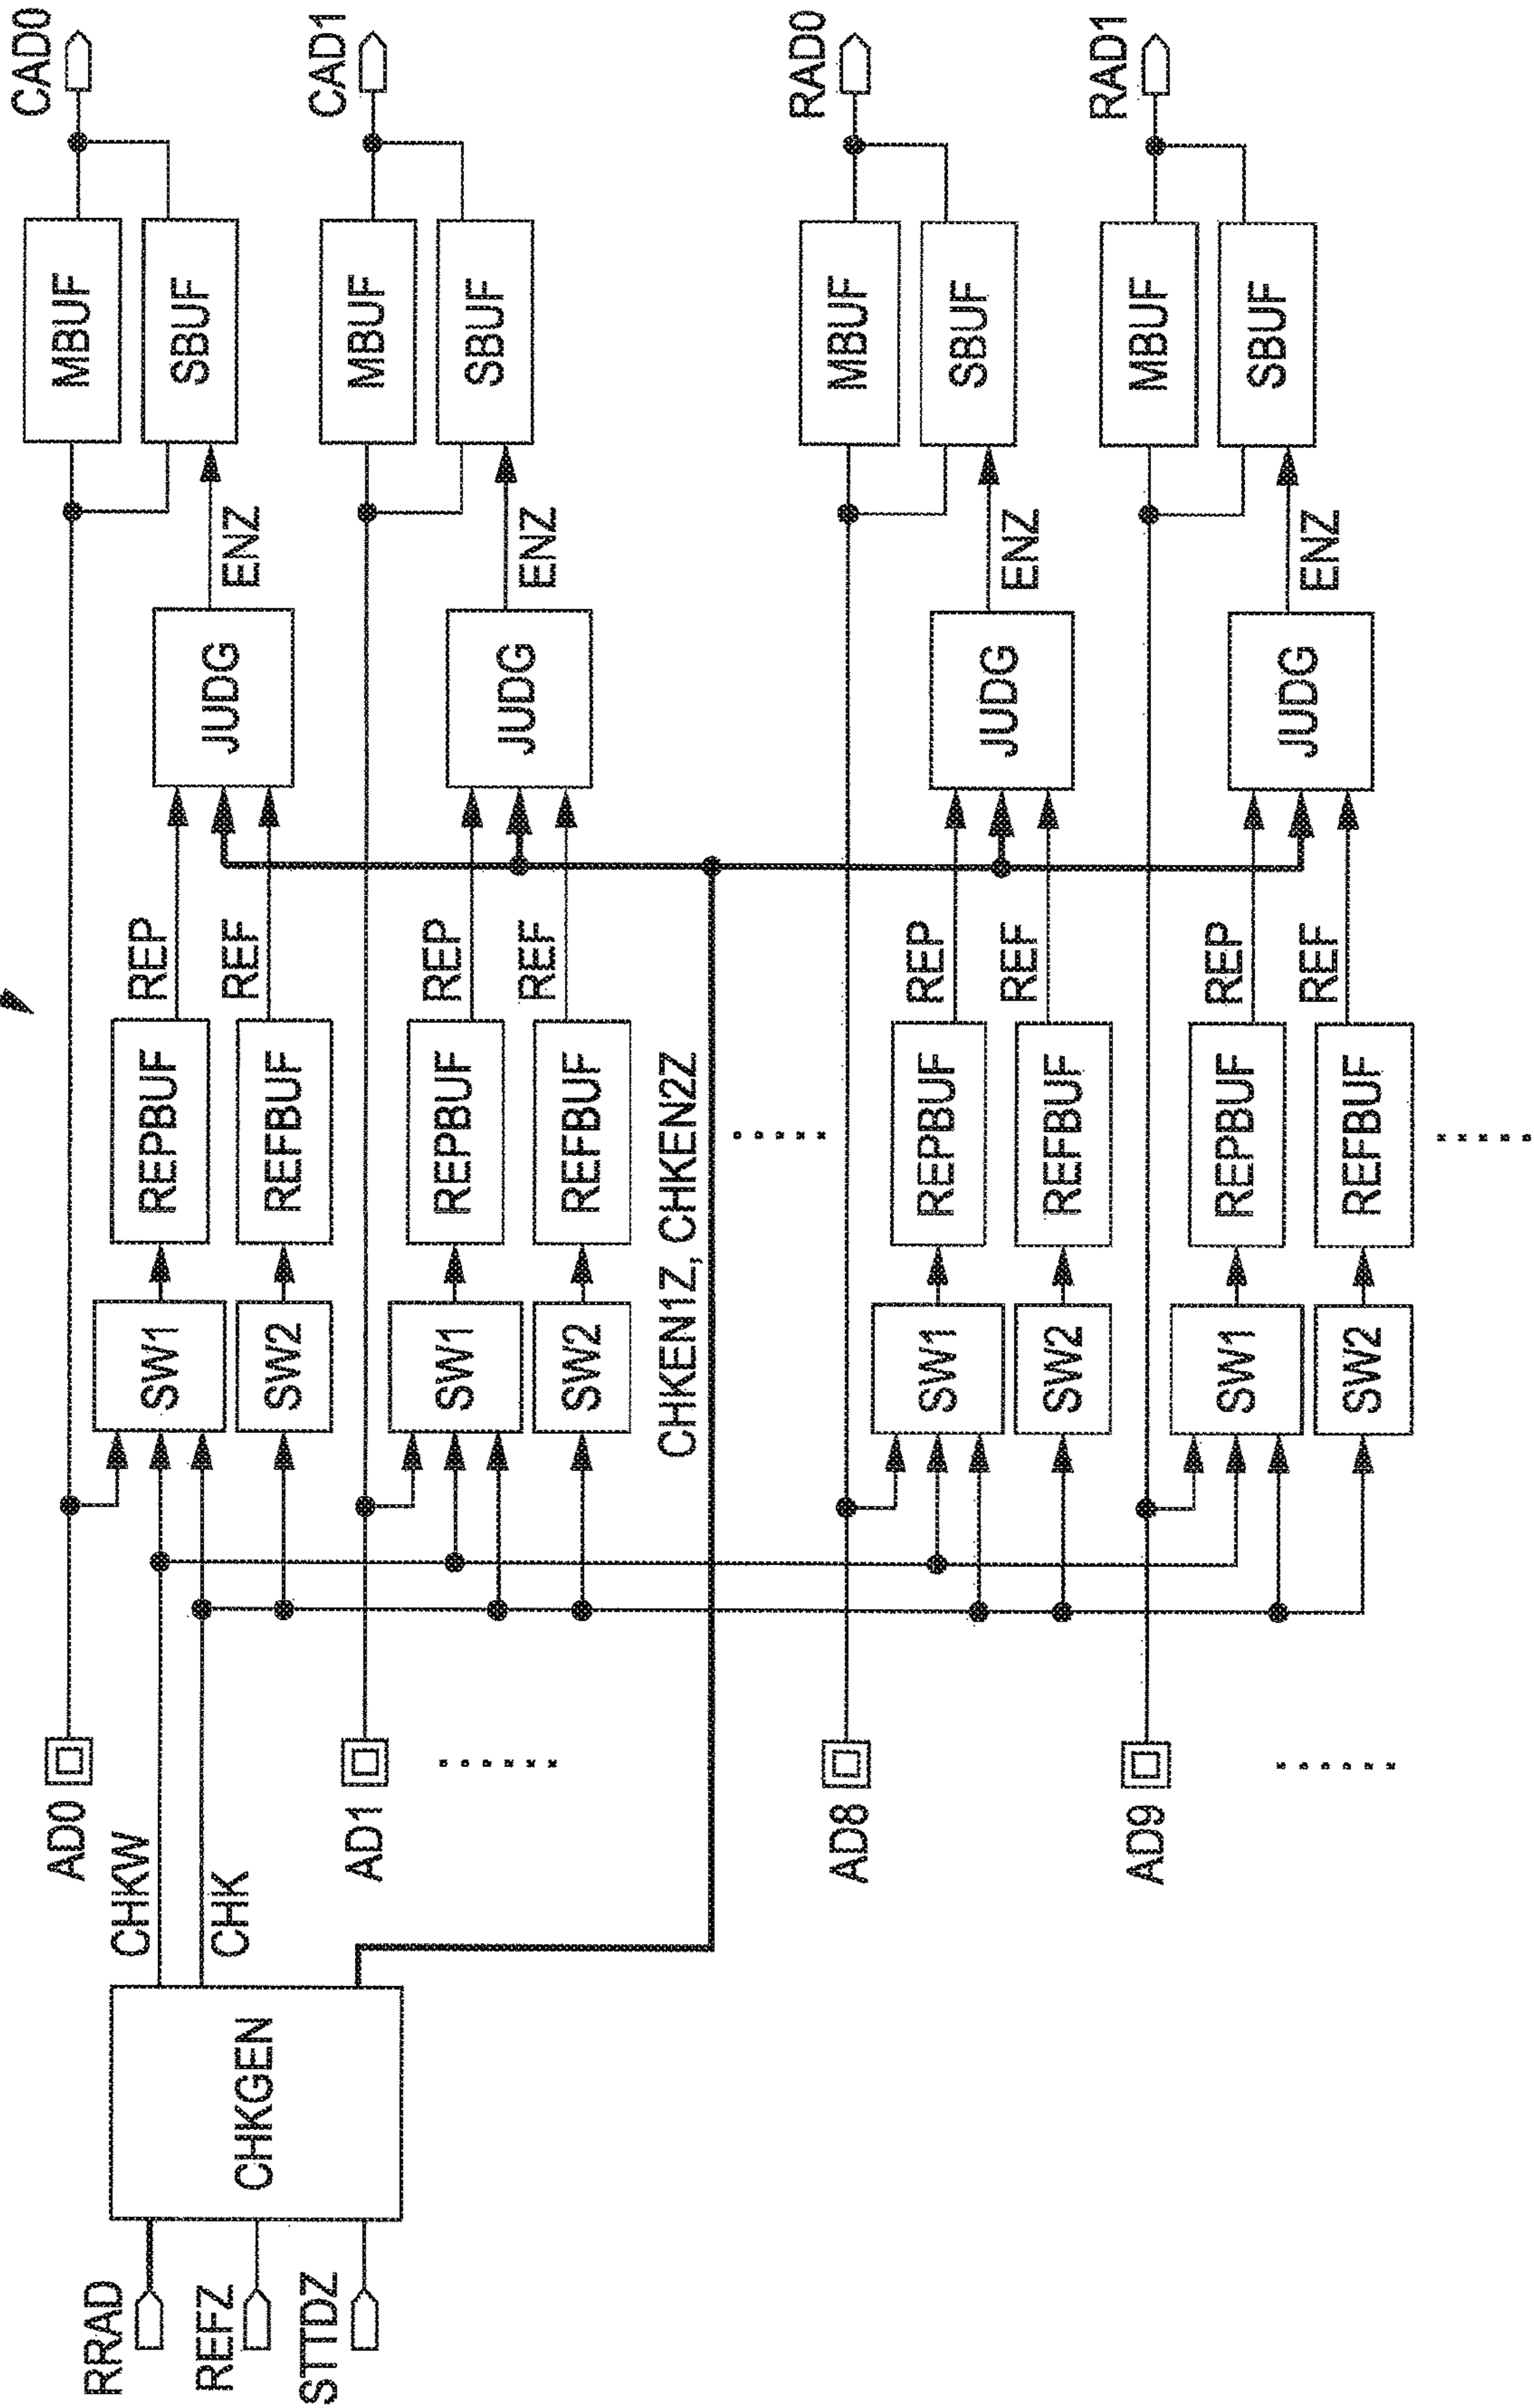 RRAD
REFZ
STTDZ
CHKGEN
CHKW
CHK
CHKEN1Z, CHKEN2Z
AD0
SW1
REPBUF
REP
SW2
REFBUF
REF
JUDG
ENZ
MBUF
SBUF
CAD0
AD1
SW1
REPBUF
REP
SW2
REFBUF
REF
JUDG
ENZ
MBUF
SBUF
CAD1
AD8
SW1
REPBUF
REP
SW2
REFBUF
REF
JUDG
ENZ
MBUF
SBUF
RAD0
AD9
SW1
REPBUF
REP
SW2
REFBUF
REF
JUDG
ENZ
MBUF
SBUF
RAD1